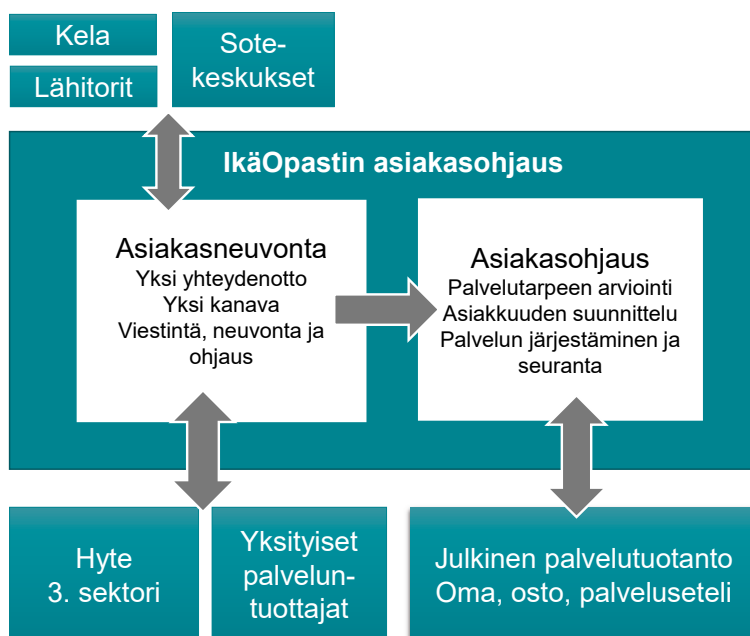 Kela
Lähitorit
Sote-
keskukset
IkäOpastin asiakasohjaus
Asiakasneuvonta
Yksi yhteydenotto
Yksi kanava
Viestintä, neuvonta ja
ohjaus
Asiakasohjaus
Palvelutarpeen arviointi
Asiakkuuden suunnittelu
Palvelun järjestäminen ja
seuranta
Hyte
3. sektori
Yksityiset
palvelun-
tuottajat
Julkinen palvelutuotanto
Oma, osto, palveluseteli